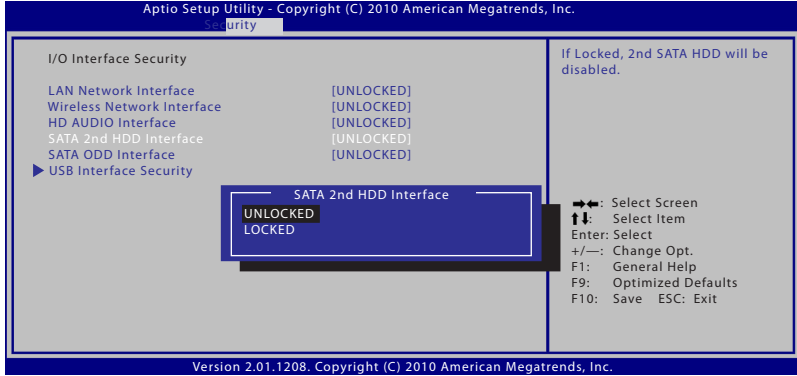 Aptio Setup Utility - Copyright (C) 2010 American Megatrends, Inc.
Security
I/O Interface Security
LAN Network Interface [UNLOCKED]
Wireless Network Interface [UNLOCKED]
HD AUDIO Interface [UNLOCKED]
SATA 2nd HDD Interface [UNLOCKED]
SATA ODD Interface [UNLOCKED]
USB Interface Security
SATA 2nd HDD Interface
UNLOCKED
LOCKED
If Locked, 2nd SATA HDD will be
disabled.
→←: Select Screen
↑↓: Select Item
Enter: Select
+/—: Change Opt.
F1: General Help
F9: Optimized Defaults
F10: Save ESC: Exit
Version 2.01.1208. Copyright (C) 2010 American Megatrends, Inc.